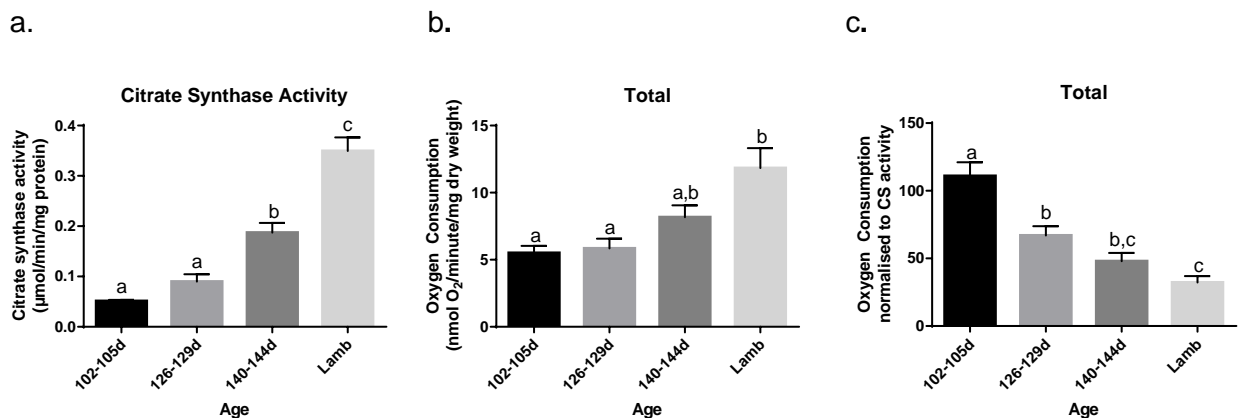 a.
Citrate Synthase Activity
Citrate synthase activity
(µmol/min/mg protein)
0.4
0.3
0.2
0.1
0.0
a
a
b
c
102-105d
126-129d
140-144d
Lamb
Age
b.
Total
Oxygen Consumption
(nmol O₂/minute/mg dry weight)
15
10
5
0
a
a
a,b
b
102-105d
126-129d
140-144d
Lamb
Age
c.
Total
Oxygen Consumption
normalised to CS activity
150
100
50
0
a
b
b,c
c
102-105d
126-129d
140-144d
Lamb
Age